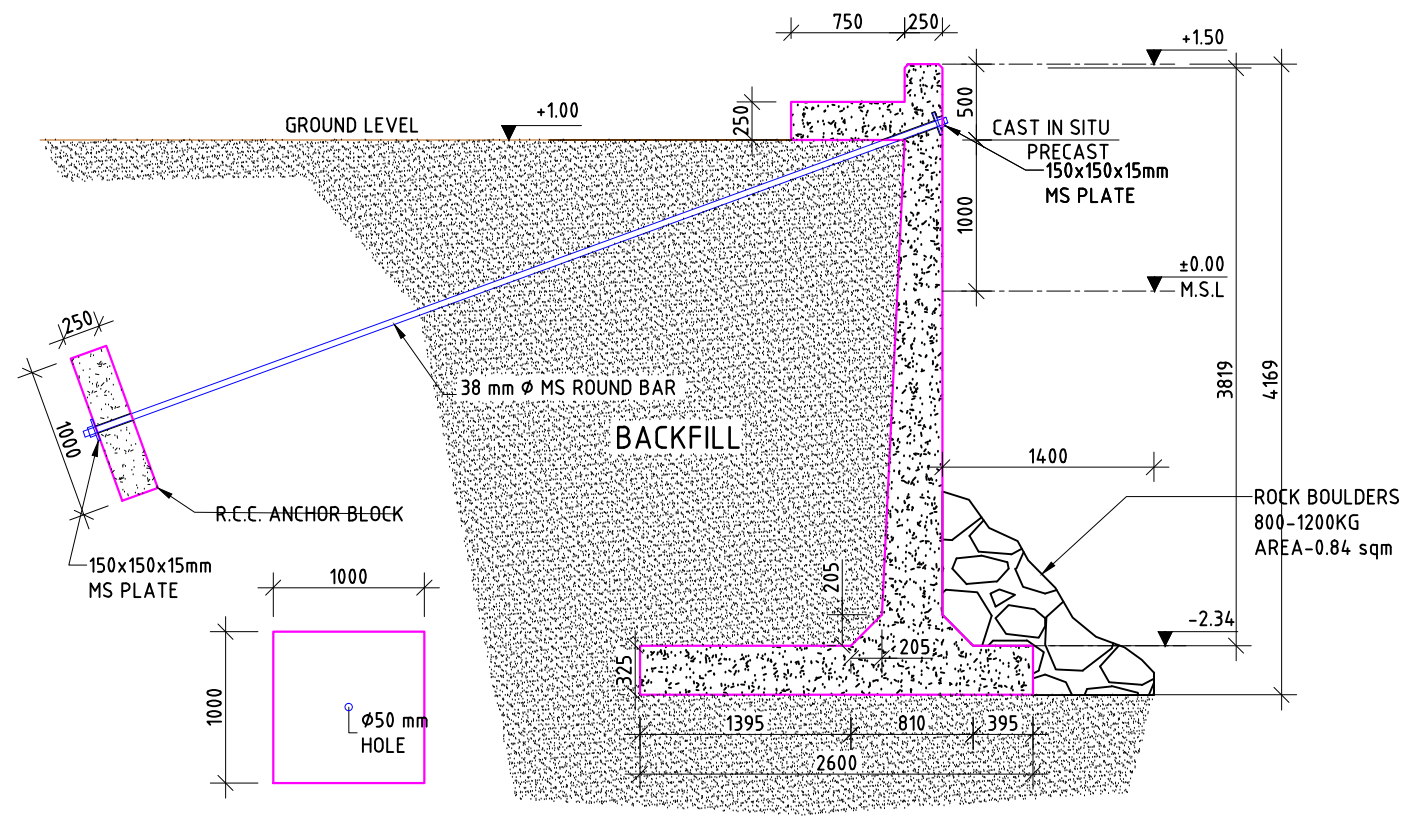 750
250
+1.50
+1.00
GROUND LEVEL
250
500
CAST IN SITU
PRECAST
150x150x15mm
MS PLATE
1000
±0.00
M.S.L
250
38 mm Ø MS ROUND BAR
3819
4169
1000
BACKFILL
1400
R.C.C. ANCHOR BLOCK
ROCK BOULDERS
800-1200KG
AREA-0.84 sqm
150x150x15mm
MS PLATE
1000
205
-2.34
205
325
1000
Ø50 mm
HOLE
1395
810
395
2600